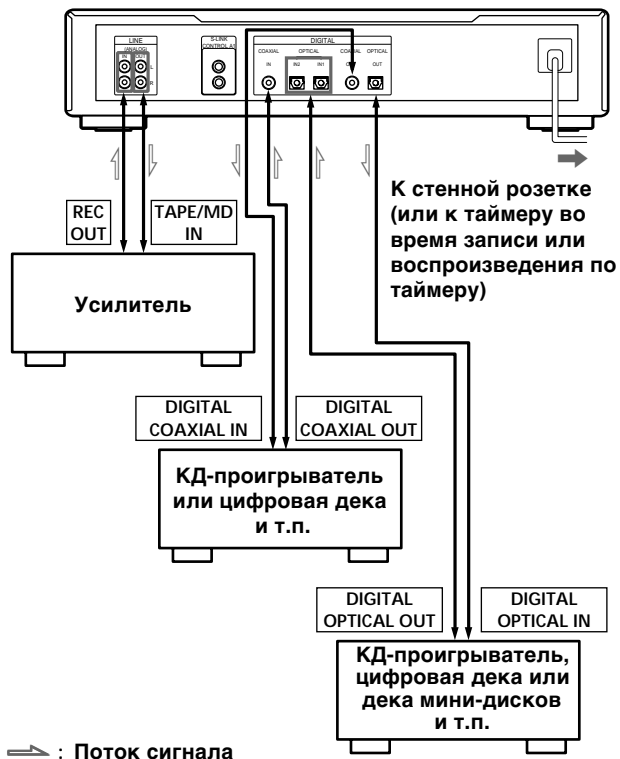 LINE
(ANALOG)
IN OUT
L
R
S-LINK
CONTROL A1
DIGITAL
COAXIAL OPTICAL COAXIAL OPTICAL
IN IN2 IN1 OUT OUT
REC
OUT
TAPE/MD
IN
К стенной розетке
(или к таймеру во
время записи или
воспроизведения по
таймеру)
Усилитель
DIGITAL
COAXIAL IN
DIGITAL
COAXIAL OUT
КД-проигрыватель
или цифровая дека
и т.п.
DIGITAL
OPTICAL OUT
DIGITAL
OPTICAL IN
КД-проигрыватель,
цифровая дека или
дека мини-дисков
и т.п.
: Поток сигнала